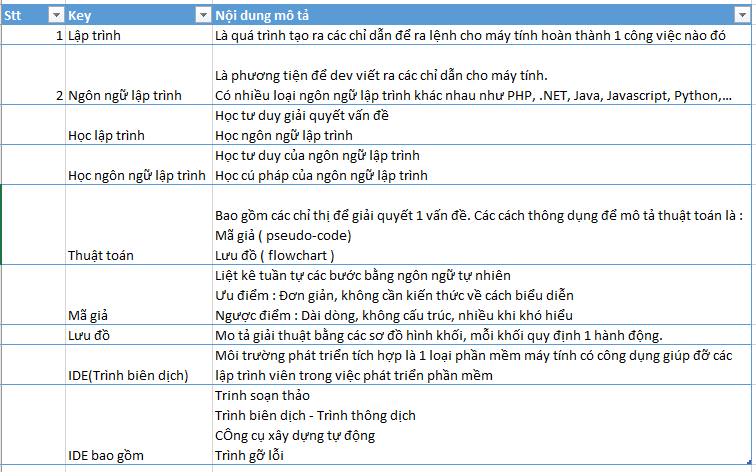 Stt Key Nội dung mô tả
1 Lập trình Là quá trình tạo ra các chỉ dẫn để ra lệnh cho máy tính hoàn thành 1 công việc nào đó
Là phương tiện để dev viết ra các chỉ dẫn cho máy tính.
2 Ngôn ngữ lập trình Có nhiều loại ngôn ngữ lập trình khác nhau như PHP, .NET, Java, Javascript, Python,...
Học tư duy giải quyết vấn đề
Học lập trình Học ngôn ngữ lập trình
Học tư duy của ngôn ngữ lập trình
Học ngôn ngữ lập trình Học cú pháp của ngôn ngữ lập trình
Bao gồm các chỉ thị để giải quyết 1 vấn đề. Các cách thông dụng để mô tả thuật toán là :
Mã giả ( pseudo-code)
Thuật toán Lưu đồ ( flowchart )
Liệt kê tuần tự các bước bằng ngôn ngữ tự nhiên
Ưu điểm : Đơn giản, không cần kiến thức về cách biểu diễn
Mã giả Ngược điểm : Dài dòng, không cấu trúc, nhiều khi khó hiểu
Lưu đồ Mo tả giải thuật bằng các sơ đồ hình khối, mỗi khối quy định 1 hành động.
Môi trường phát triển tích hợp là 1 loại phần mềm máy tính có công dụng giúp đỡ các
IDE(Trình biên dịch) lập trình viên trong việc phát triển phần mềm
Trinh soạn thảo
Trình biên dịch - Trình thông dịch
CÔng cụ xây dựng tự động
IDE bao gồm Trình gỡ lỗi